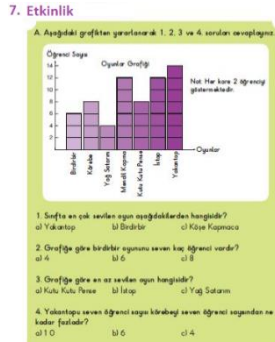 7. Etkinlik
A. Aşağıdaki grafikten yararlanarak 1, 2, 3 ve 4. soruları cevaplayınız.
Öğrenci Sayısı
Oyunlar Grafiği
14
12
10
8
6
4
2
Not: Her kare 2 öğrenciyi
göstermektedir.
Oyunlar
Birdirbir
Körebe
Yağ Satarım
Mendil Kapma
Kutu Kutu Pense
İstop
Yakantop
1. Sınıfta en çok sevilen oyun aşağıdakilerden hangisidir?
a) Yakantop b) Birdirbir c) Köşe Kapmaca
2. Grafiğe göre birdirbir oyununu seven kaç öğrenci vardır?
a) 4 b) 6 c) 8
3. Grafiğe göre en az sevilen oyun hangisidir?
a) Kutu Kutu Pense b) İstop c) Yağ Satarım
4. Yakantopu seven öğrenci sayısı körebeyi seven öğrenci sayısından ne
kadar fazladır?
a) 10 b) 6 c) 4